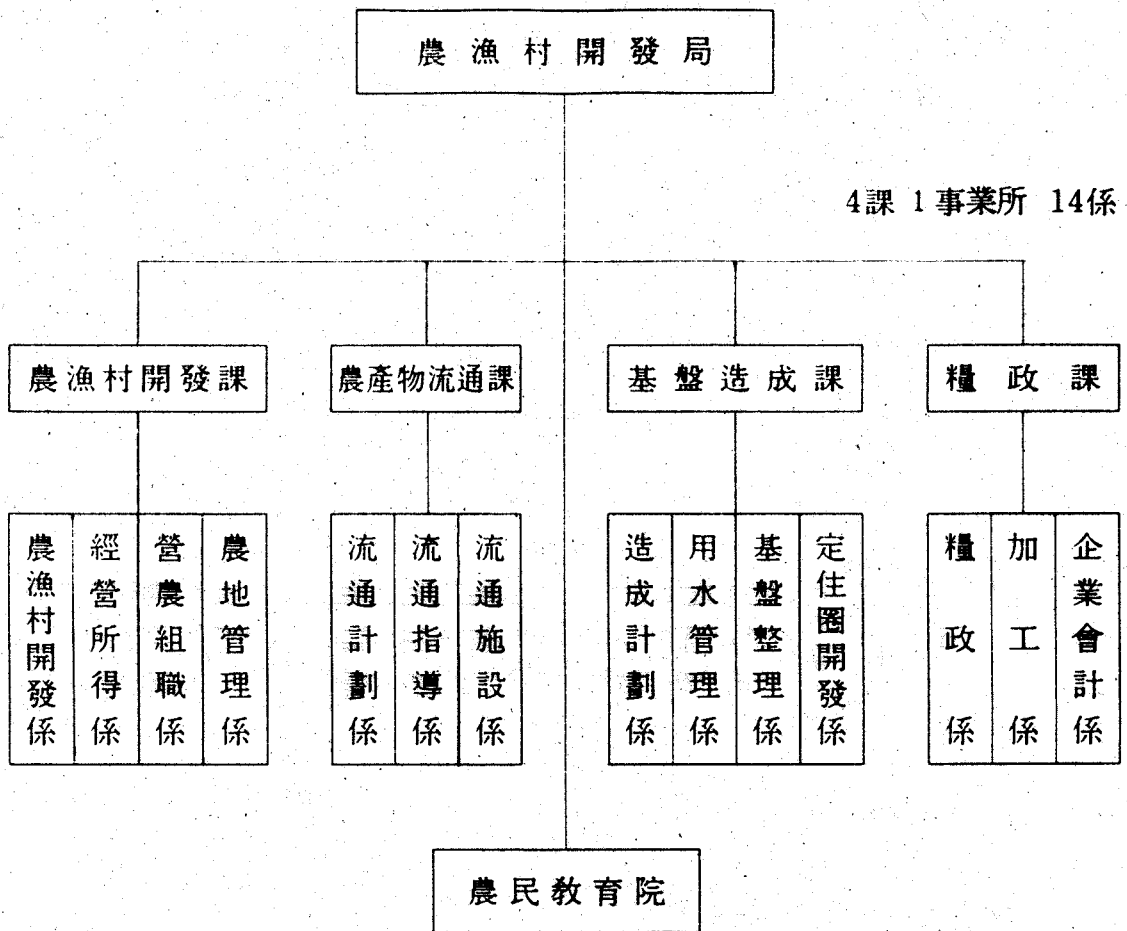 農漁村開發局
4課 1事業所 14係
農漁村開發課
農產物流通課
基盤造成課
糧政課
農漁村開發係
經營所得係
營農組職係
農地管理係
流通計劃係
流通指導係
流通施設係
造成計劃係
用水管理係
基盤整理係
定住圈開發係
糧政係
加工係
企業會計係
農民敎育院